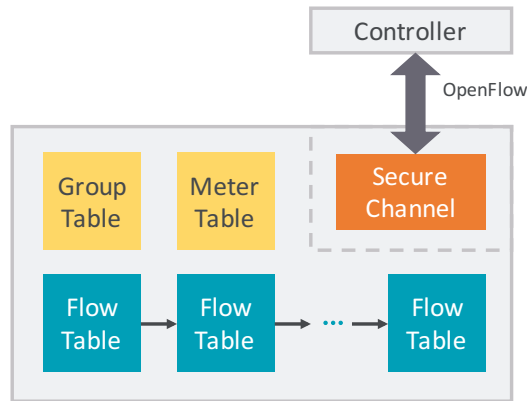 Controller
OpenFlow
Group
Table
Meter
Table
Secure
Channel
Flow
Table
Flow
Table
...
Flow
Table